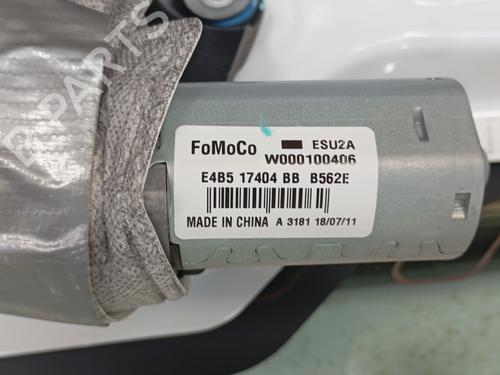 FoMoCo ESU2A
W000100406
E4B5 17404 BB B562E
MADE IN CHINA A 3181 18/07/11
B-PARTS